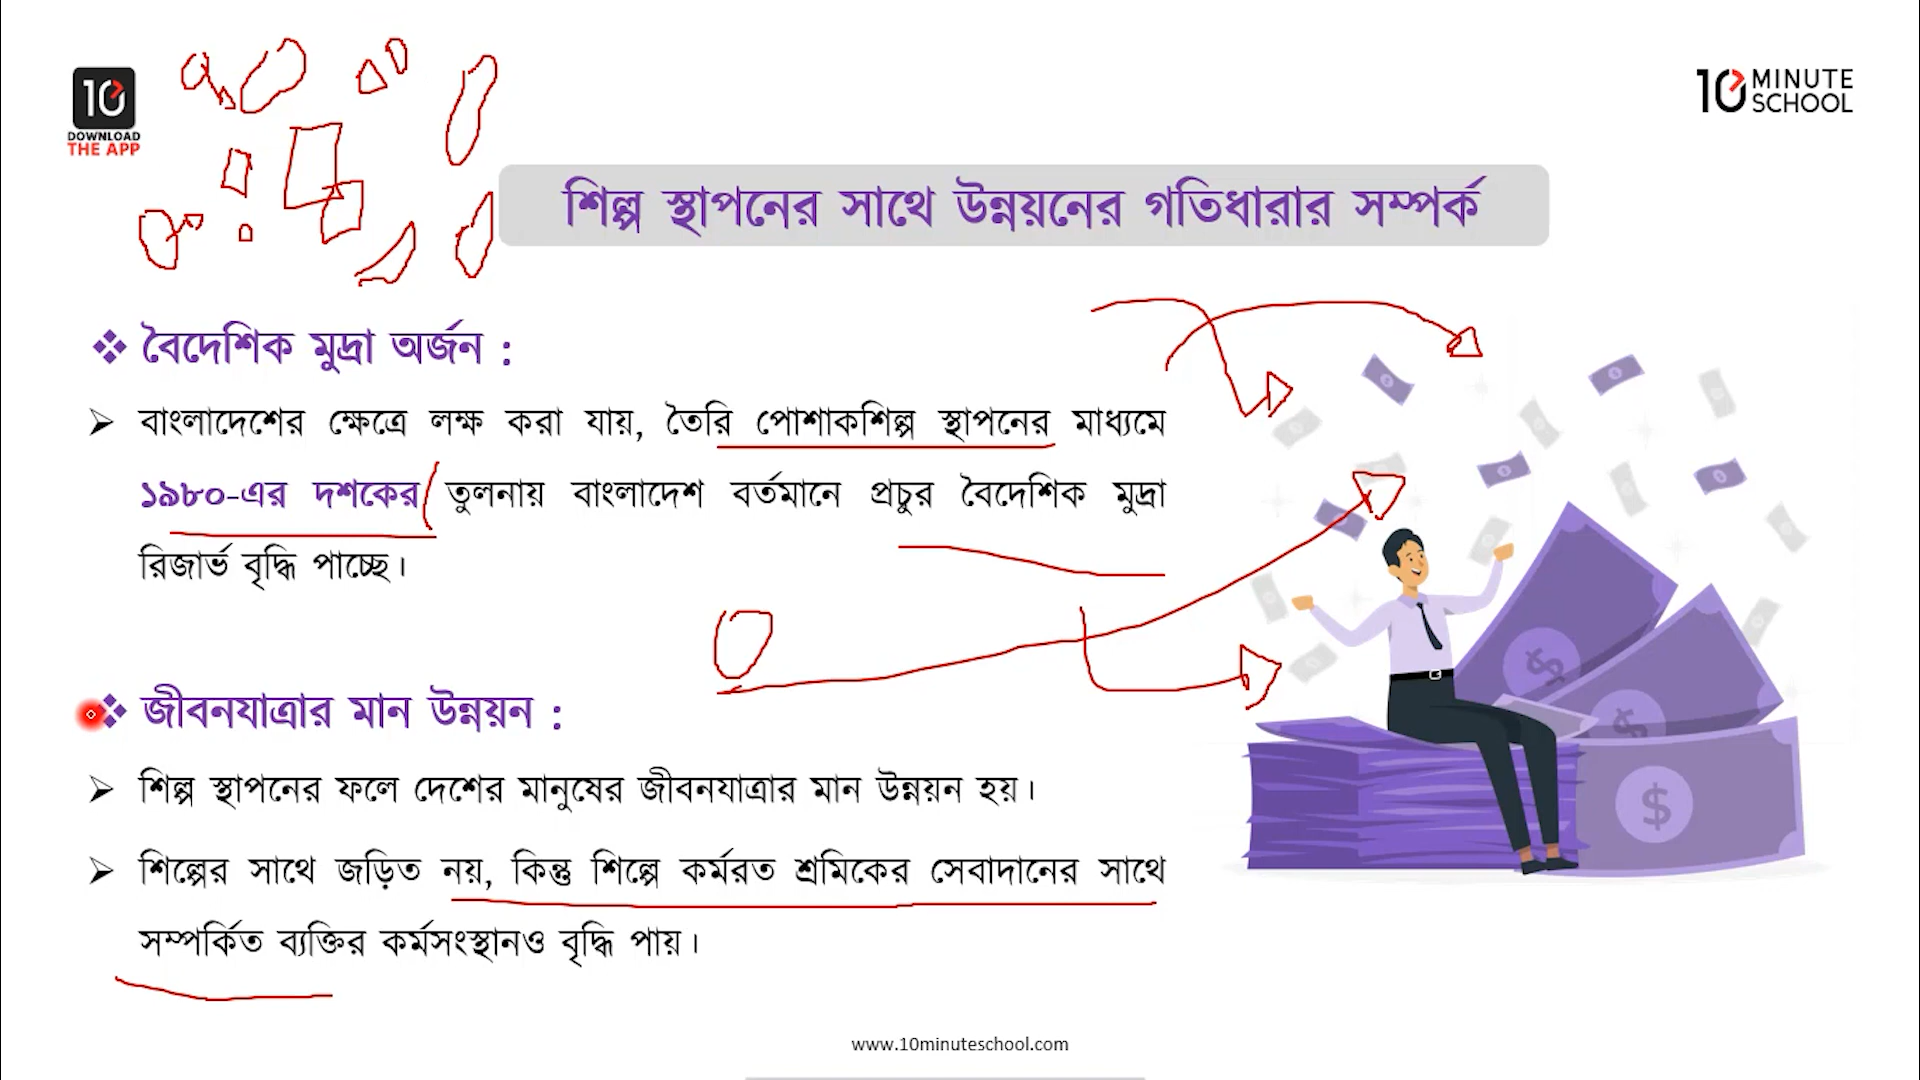 10
DOWNLOAD
THE APP
10 MINUTE
SCHOOL
শিল্প স্থাপনের সাথে উন্নয়নের গতিধারার সম্পর্ক
❖ বৈদেশিক মুদ্রা অর্জন :
➢ বাংলাদেশের ক্ষেত্রে লক্ষ করা যায়, তৈরি পোশাকশিল্প স্থাপনের মাধ্যমে
১৯৮০-এর দশকের তুলনায় বাংলাদেশ বর্তমানে প্রচুর বৈদেশিক মুদ্রা
রিজার্ভ বৃদ্ধি পাচ্ছে।
❖ জীবনযাত্রার মান উন্নয়ন :
➢ শিল্প স্থাপনের ফলে দেশের মানুষের জীবনযাত্রার মান উন্নয়ন হয়।
➢ শিল্পের সাথে জড়িত নয়, কিন্তু শিল্পে কর্মরত শ্রমিকের সেবাদানের সাথে
সম্পর্কিত ব্যক্তির কর্মসংস্থানও বৃদ্ধি পায়।
www.10minuteschool.com